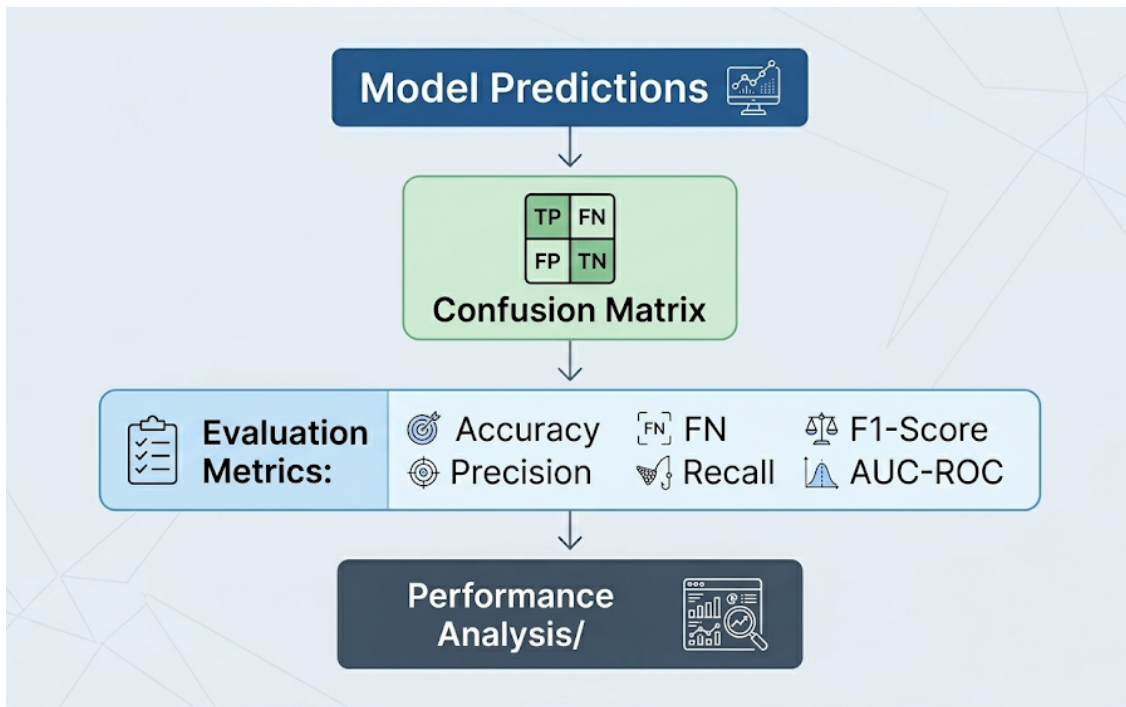 Model Predictions
TP FN
FP TN
Confusion Matrix
Evaluation
Metrics:
Accuracy
FN FN
F1-Score
Precision
Recall
AUC-ROC
Performance
Analysis/